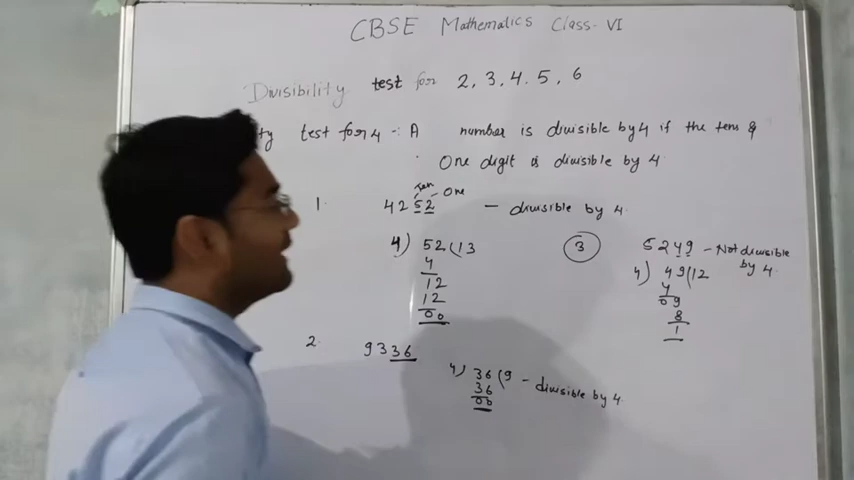 CBSE Mathematics Class- VI
Divisibility test for 2, 3, 4. 5, 6
ty test for 4 -: A number is divisible by 4 if the tens &
One digit is divisible by 4.
Ten
One
1. 4252 — divisible by 4.
4) 52 (13
4
12
12
00
2. 9336
4) 36 (9 - divisible by 4.
36
00
3 5249 - Not divisible
by 4.
4) 49 (12
4
09
8
1